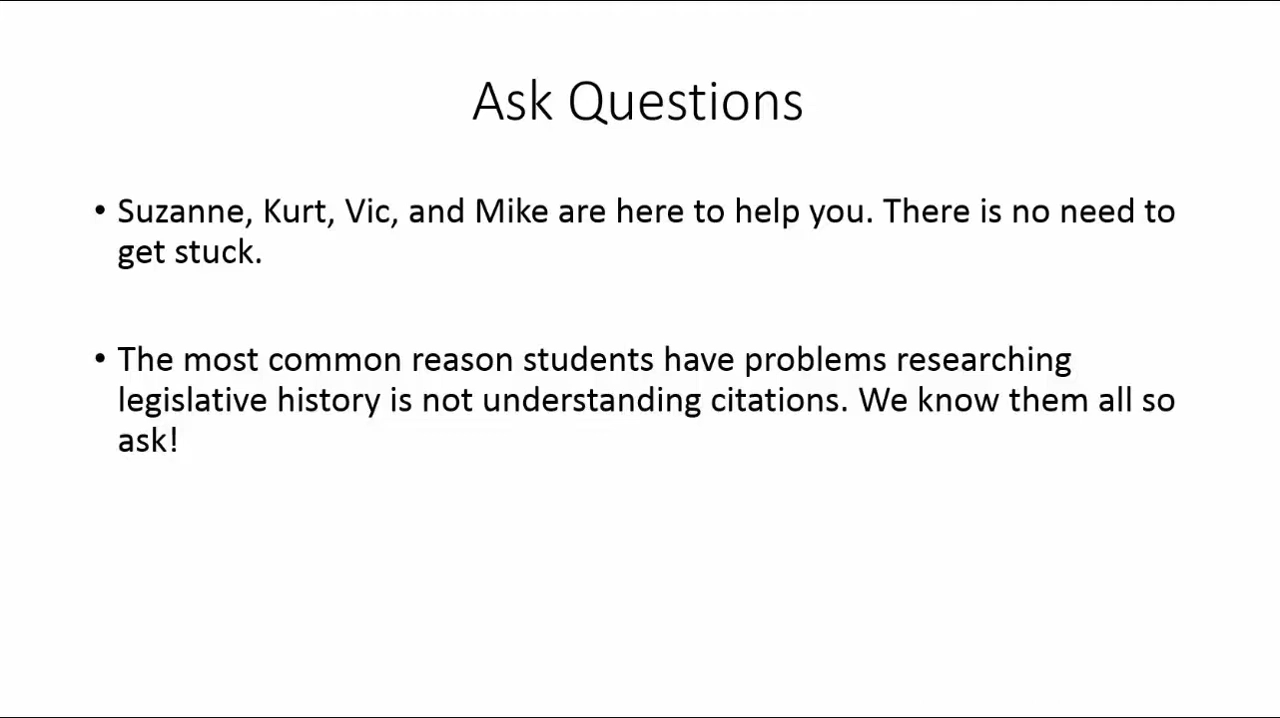 Ask Questions
• Suzanne, Kurt, Vic, and Mike are here to help you. There is no need to
get stuck.
• The most common reason students have problems researching
legislative history is not understanding citations. We know them all so
ask!